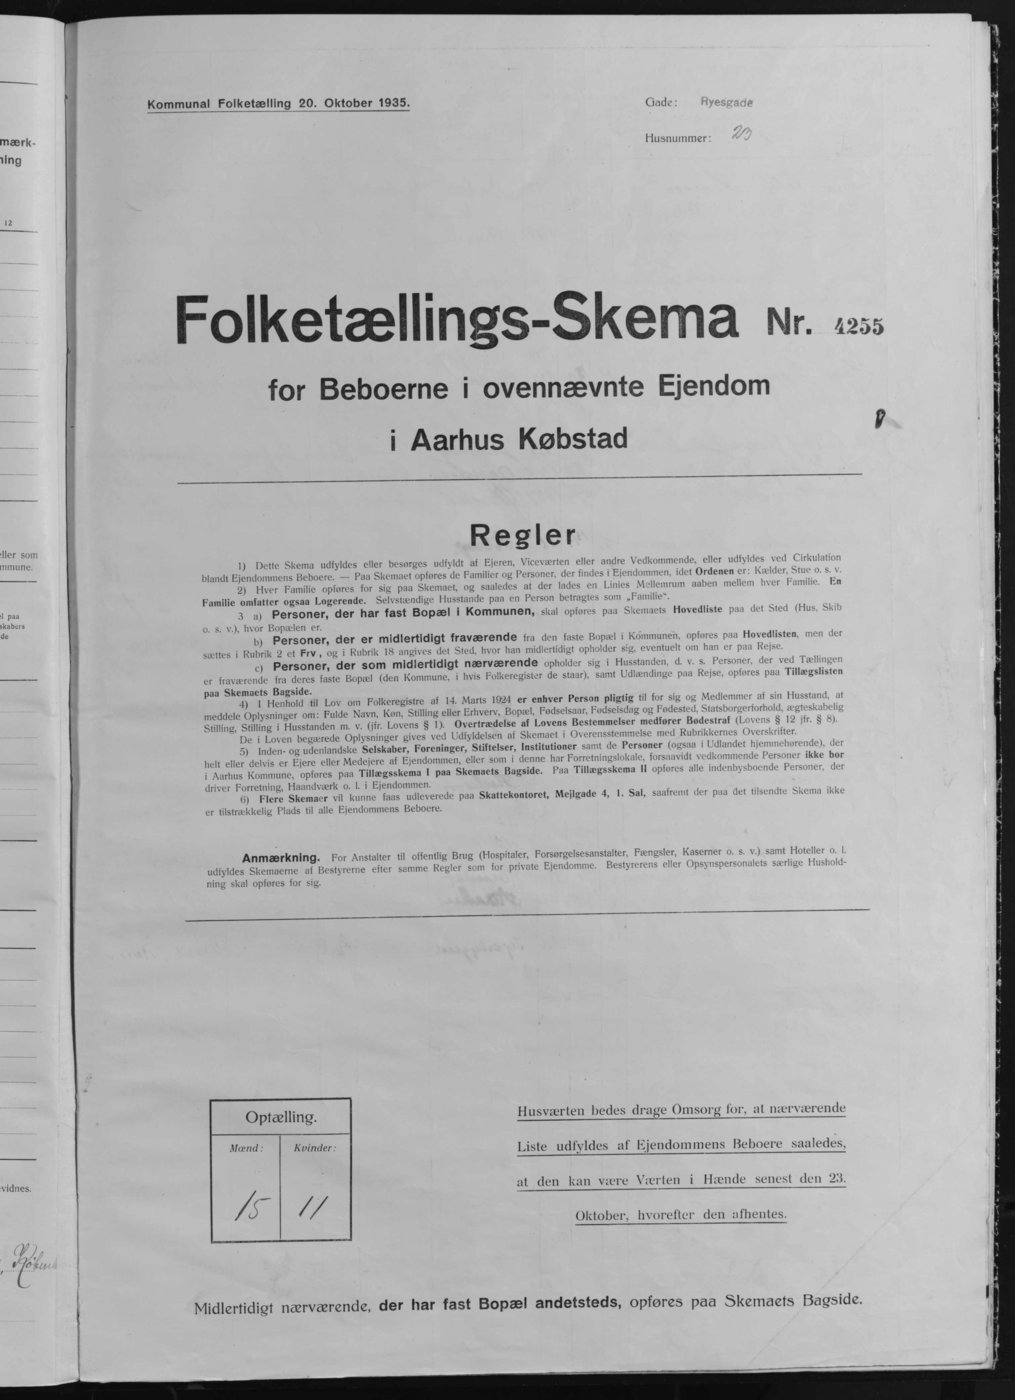 Kommunal Folketælling 20. Oktober 1935.
Gade: Ryesgade
Husnummer: 23
Folketællings-Skema Nr. 4255
for Beboerne i ovennævnte Ejendom
i Aarhus Købstad
Regler
1) Dette Skema udfyldes eller besørges udfyldt af Ejeren, Viceværten eller andre Vedkommende, eller udfyldes ved Cirkulation
blandt Ejendommens Beboere. — Paa Skemaet opføres de Familier og Personer, der findes i Ejendommen, idet Ordenen er: Kælder, Stue o. s. v.
2) Hver Familie opføres for sig paa Skemaet, og saaledes at der lades en Linies Mellemrum aaben mellem hver Familie. En
Familie omfatter ogsaa Logerende. Selvstændige Husstande paa en Person betragtes som „Familie“.
3 a) Personer, der har fast Bopæl i Kommunen, skal opføres paa Skemaets Hovedliste paa det Sted (Hus, Skib
o. s. v.), hvor Bopælen er.
b) Personer, der er midlertidigt fraværende fra den faste Bopæl i Kommunen, opføres paa Hovedlisten, men der
sættes i Rubrik 2 et Frv., og i Rubrik 18 angives det Sted, hvor han midlertidigt opholder sig, eventuelt om han er paa Rejse.
c) Personer, der som midlertidigt nærværende opholder sig i Husstanden, d. v. s. Personer, der ved Tællingen
er fraværende fra deres faste Bopæl (den Kommune, i hvis Folkeregister de staar), samt Udlændinge paa Rejse, opføres paa Tillægslisten
paa Skemaets Bagside.
4) I Henhold til Lov om Folkeregistre af 14. Marts 1924 er enhver Person pligtig til for sig og Medlemmer af sin Husstand, at
meddele Oplysninger om: Fulde Navn, Køn, Stilling eller Erhverv, Bopæl, Fødselsaar, Fødselsdag og Fødested, Statsborgerforhold, ægteskabelig
Stilling, Stilling i Husstanden m. v. (jfr. Lovens § 1). Overtrædelse af Lovens Bestemmelser medfører Bødestraf (Lovens § 12 jfr. § 8).
De i Loven begærede Oplysninger gives ved Udfyldelsen af Skemaet i Overensstemmelse med Rubrikkernes Overskrifter.
5) Inden- og udenlandske Selskaber, Foreninger, Stiftelser, Institutioner samt de Personer (ogsaa i Udlandet hjemmehørende), der
helt eller delvis er Ejere eller Medejere af Ejendommen, eller som i denne har Forretningslokale, forsaavidt vedkommende Personer ikke bor
i Aarhus Kommune, opføres paa Tillægsskema I paa Skemaets Bagside. Paa Tillægsskema II opføres alle indenbysboende Personer, der
driver Forretning, Haandværk o. l. i Ejendommen.
6) Flere Skemaer vil kunne faas udleverede paa Skattekontoret, Mejlgade 4, 1. Sal, saafremt der paa det tilsendte Skema ikke
er tilstrækkelig Plads til alle Ejendommens Beboere.
Anmærkning. For Anstalter til offentlig Brug (Hospitaler, Forsørgelsesanstalter, Fængsler, Kaserner o. s. v.) samt Hoteller o. l.
udfyldes Skemaerne af Bestyrerne efter samme Regler som for private Ejendomme. Bestyrerens eller Opsynspersonalets særlige Hushold-
ning skal opføres for sig.
Optælling.
Mænd: Kvinder:
15 11
Husværten bedes drage Omsorg for, at nærværende
Liste udfyldes af Ejendommens Beboere saaledes,
at den kan være Værten i Hænde senest den 23.
Oktober, hvorefter den afhentes.
Midlertidigt nærværende, der har fast Bopæl andetsteds, opføres paa Skemaets Bagside.
mærk-
ning
12
eller som
mmune.
el paa
skabers
de
vidnes.